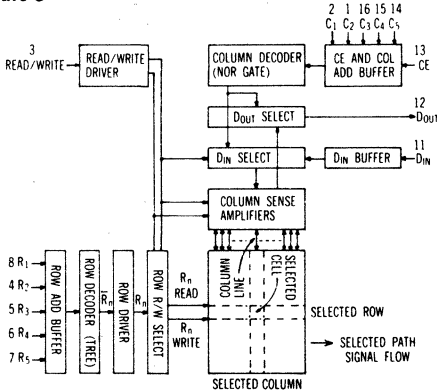 2 1 16 15 14
C1 C2 C3 C4 C5
3
READ/WRITE
READ/WRITE
DRIVER
COLUMN DECODER
(NOR GATE)
CE AND COL
ADD BUFFER
13
CE
DOUT SELECT
12
DOUT
DIN SELECT
DIN BUFFER
11
DIN
COLUMN SENSE
AMPLIFIERS
8 R1
4 R2
5 R3
6 R4
7 R5
ROW ADD BUFFER
ROW DECODER (TREE)
Rn
ROW DRIVER
Rn
ROW R/W SELECT
Rn
READ
Rn
WRITE
COLUMN
LINE
SELECTED
CELL
SELECTED ROW
SELECTED PATH
SIGNAL FLOW
SELECTED COLUMN